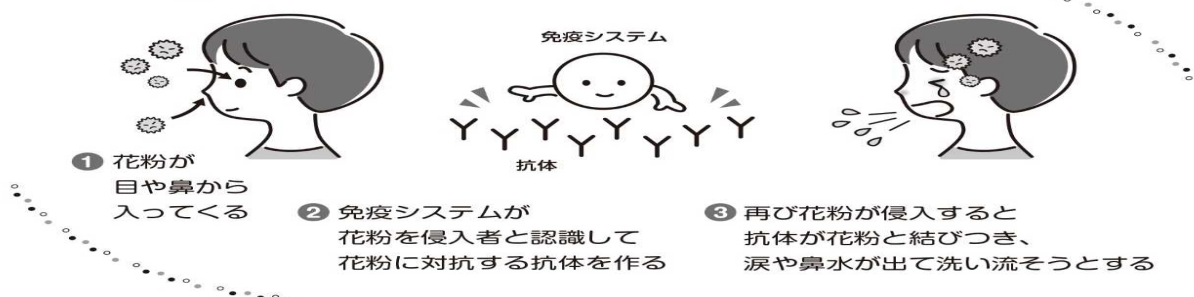 免疫システム
抗体
❶ 花粉が
目や鼻から
入ってくる
❷ 免疫システムが
花粉を侵入者と認識して
花粉に対抗する抗体を作る
❸ 再び花粉が侵入すると
抗体が花粉と結びつき、
涙や鼻水が出て洗い流そうとする